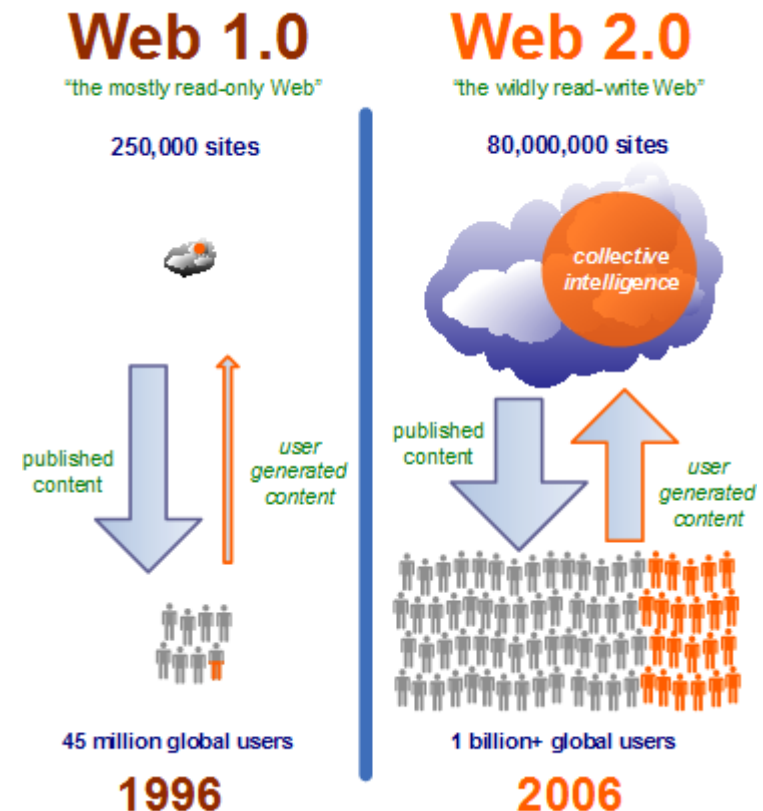 Web 1.0
"the mostly read-only Web"
250,000 sites
published
content
user
generated
content
45 million global users
1996
Web 2.0
"the wildly read-write Web"
80,000,000 sites
collective
intelligence
published
content
user
generated
content
1 billion+ global users
2006